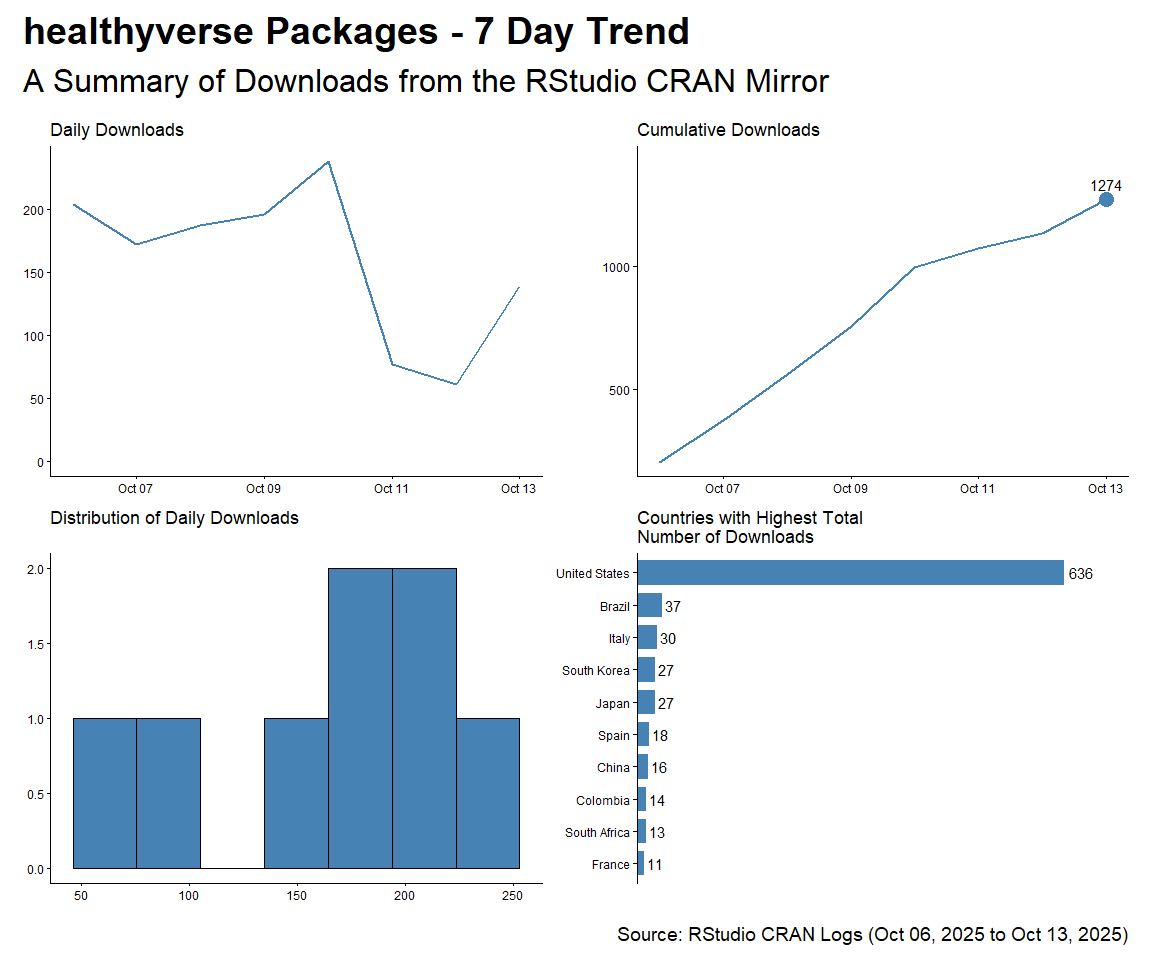 healthyverse Packages - 7 Day Trend
A Summary of Downloads from the RStudio CRAN Mirror
Daily Downloads
200
150
100
50
0
Oct 07
Oct 09
Oct 11
Oct 13
Cumulative Downloads
1274
1000
500
Oct 07
Oct 09
Oct 11
Oct 13
Distribution of Daily Downloads
2.0
1.5
1.0
0.5
0.0
50
100
150
200
250
Countries with Highest Total
Number of Downloads
United States 636
Brazil 37
Italy 30
South Korea 27
Japan 27
Spain 18
China 16
Colombia 14
South Africa 13
France 11
Source: RStudio CRAN Logs (Oct 06, 2025 to Oct 13, 2025)